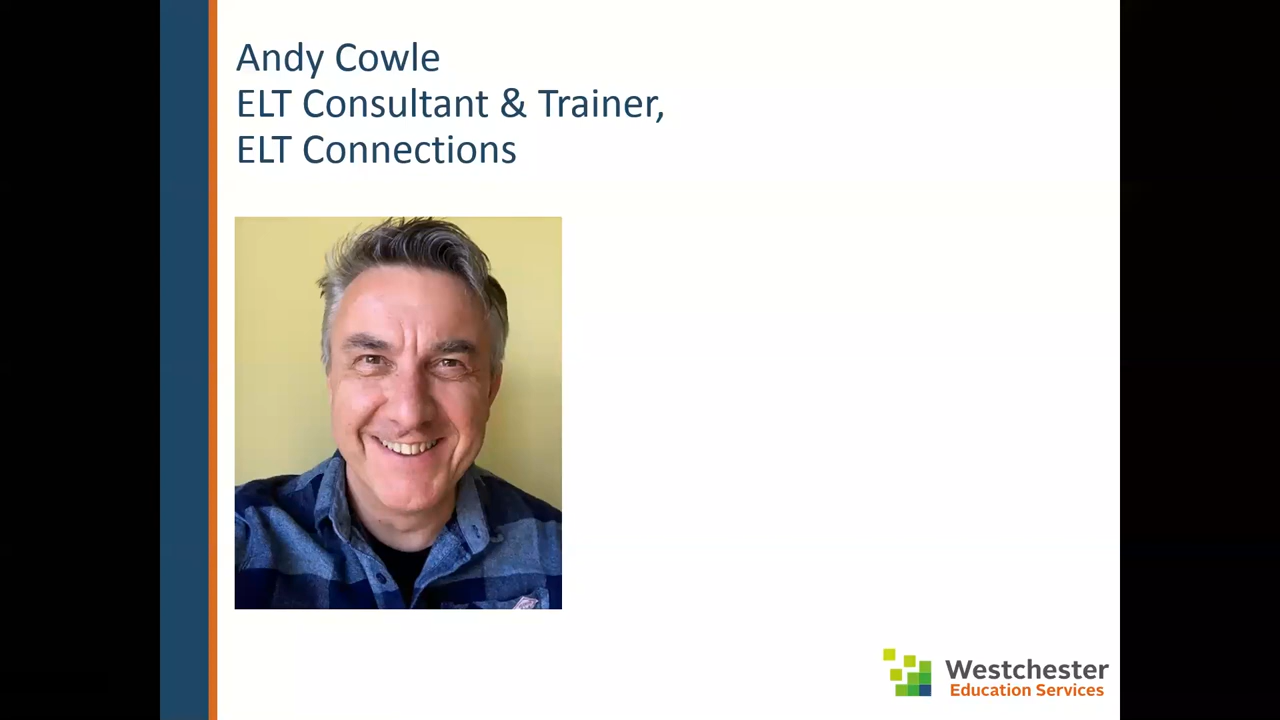 Andy Cowle
ELT Consultant & Trainer,
ELT Connections
Westchester
Education Services